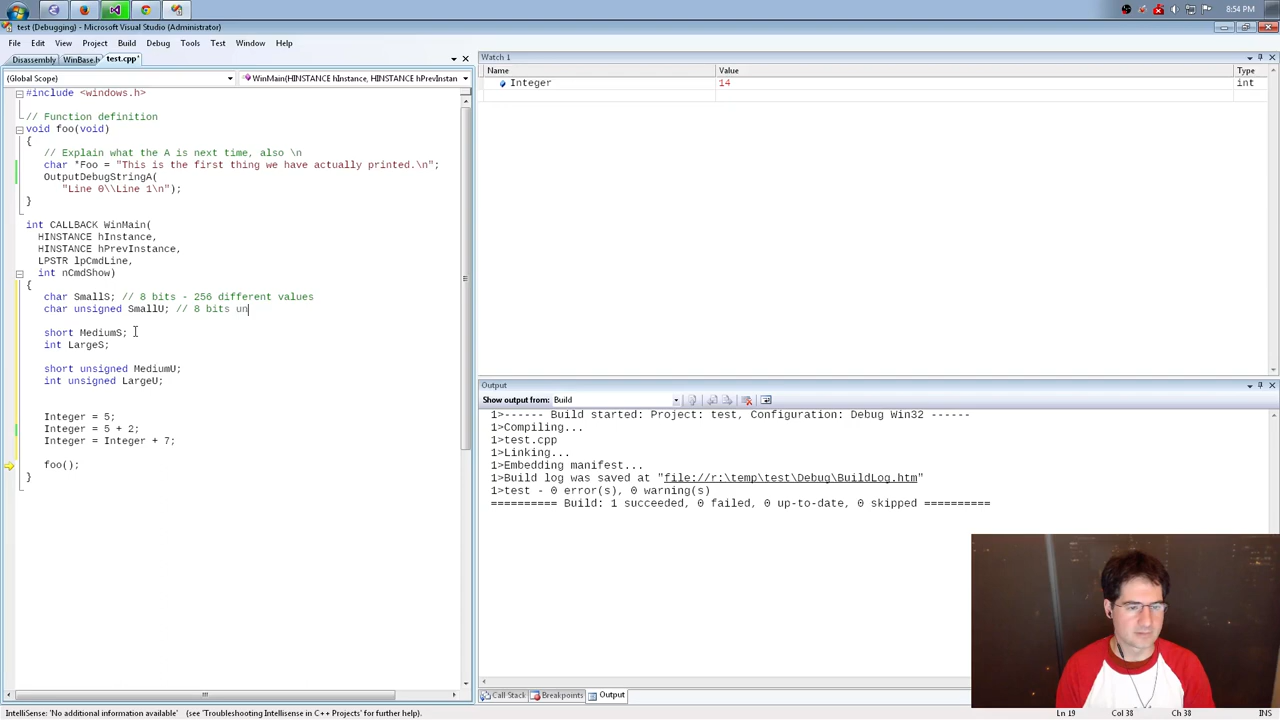 8:54 PM
test (Debugging) - Microsoft Visual Studio (Administrator)
File Edit View Project Build Debug Tools Test Window Help
Disassembly WinBase.h test.cpp*
(Global Scope) WinMain(HINSTANCE hInstance, HINSTANCE hPrevInstan
#include <windows.h>
// Function definition
void foo(void)
{
// Explain what the A is next time, also \n
char *Foo = "This is the first thing we have actually printed.\n";
OutputDebugStringA(
"Line 0\\Line 1\n");
}
int CALLBACK WinMain(
HINSTANCE hInstance,
HINSTANCE hPrevInstance,
LPSTR lpCmdLine,
int nCmdShow)
{
char SmallS; // 8 bits - 256 different values
char unsigned SmallU; // 8 bits un
short MediumS;
int LargeS;
short unsigned MediumU;
int unsigned LargeU;
Integer = 5;
Integer = 5 + 2;
Integer = Integer + 7;
foo();
}
Watch 1
Name Value Type
Integer 14 int
Output
Show output from: Build
1>------ Build started: Project: test, Configuration: Debug Win32 ------
1>Compiling...
1>test.cpp
1>Linking...
1>Embedding manifest...
1>Build log was saved at "file://r:\temp\test\Debug\BuildLog.htm"
1>test - 0 error(s), 0 warning(s)
========== Build: 1 succeeded, 0 failed, 0 up-to-date, 0 skipped ==========
Call Stack Breakpoints Output
IntelliSense: 'No additional information available' (see 'Troubleshooting Intellisense in C++ Projects' for further help). Ln 19 Col 38 Ch 38 INS